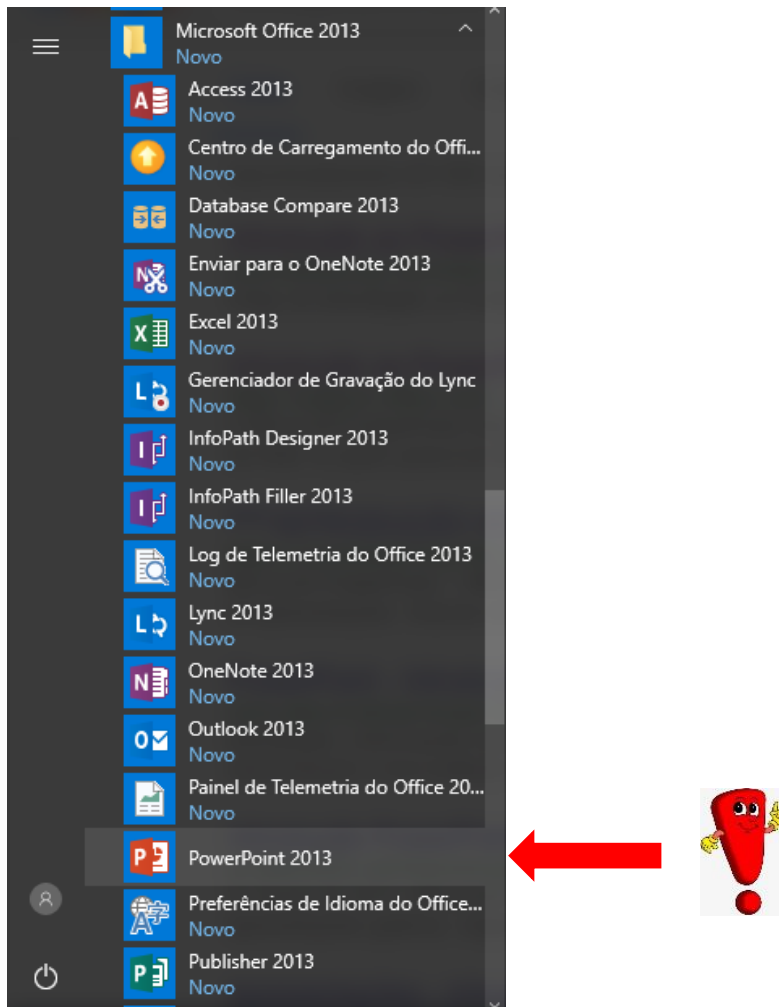 Microsoft Office 2013
Novo
Access 2013
Novo
Centro de Carregamento do Offi...
Novo
Database Compare 2013
Novo
Enviar para o OneNote 2013
Novo
Excel 2013
Novo
Gerenciador de Gravação do Lync
Novo
InfoPath Designer 2013
Novo
InfoPath Filler 2013
Novo
Log de Telemetria do Office 2013
Novo
Lync 2013
Novo
OneNote 2013
Novo
Outlook 2013
Novo
Painel de Telemetria do Office 20...
Novo
PowerPoint 2013
Preferências de Idioma do Office...
Novo
Publisher 2013
Novo